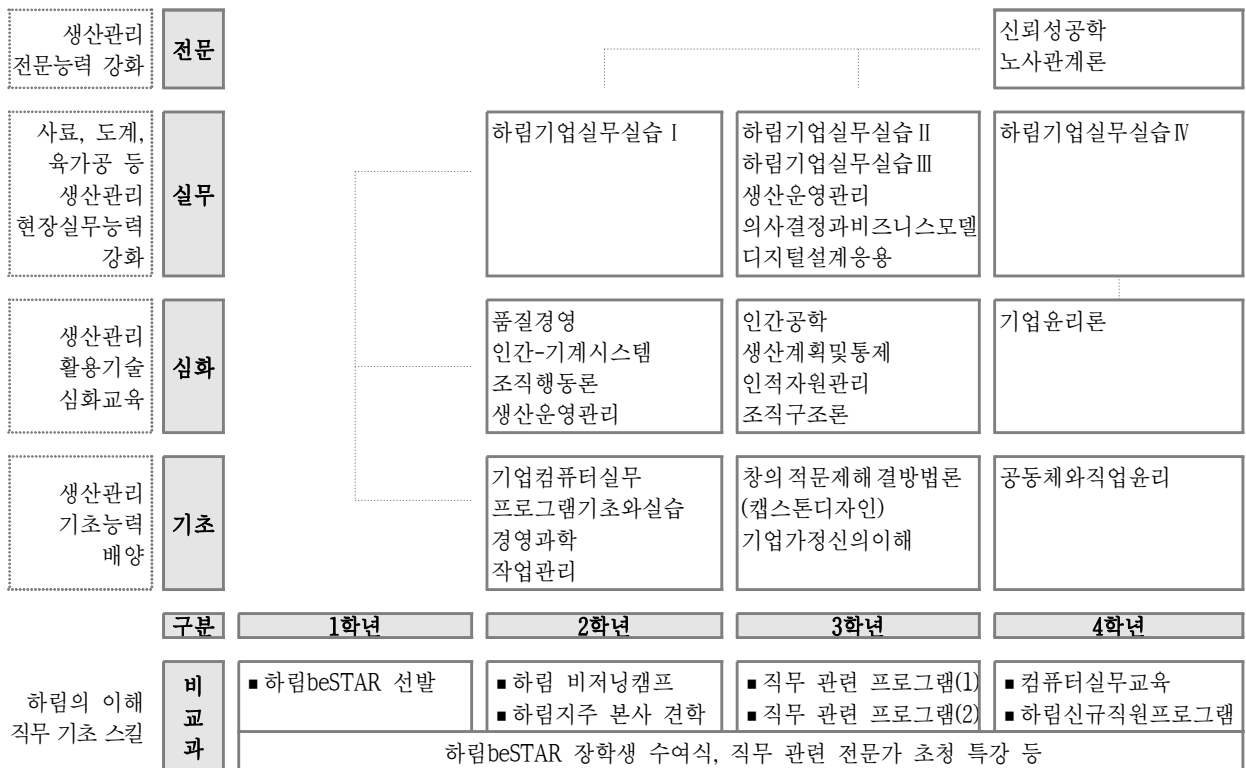 생산관리
전문능력 강화
전문
신뢰성공학
노사관계론
사료, 도계,
육가공 등
생산관리
현장실무능력
강화
실무
하림기업실무실습Ⅰ
하림기업실무실습Ⅱ
하림기업실무실습Ⅲ
생산운영관리
의사결정과비즈니스모델
디지털설계응용
하림기업실무실습Ⅳ
생산관리
활용기술
심화교육
심화
품질경영
인간-기계시스템
조직행동론
생산운영관리
인간공학
생산계획및통제
인적자원관리
조직구조론
기업윤리론
생산관리
기초능력
배양
기초
기업컴퓨터실무
프로그램기초와실습
경영과학
작업관리
창의적문제해결방법론
(캡스톤디자인)
기업가정신의이해
공동체와직업윤리
구분 1학년 2학년 3학년 4학년
하림의 이해
직무 기초 스킬
비
교
과
■ 하림beSTAR 선발
■ 하림 비저닝캠프
■ 하림지주 본사 견학
■ 직무 관련 프로그램(1)
■ 직무 관련 프로그램(2)
■ 컴퓨터실무교육
■ 하림신규직원프로그램
하림beSTAR 장학생 수여식, 직무 관련 전문가 초청 특강 등